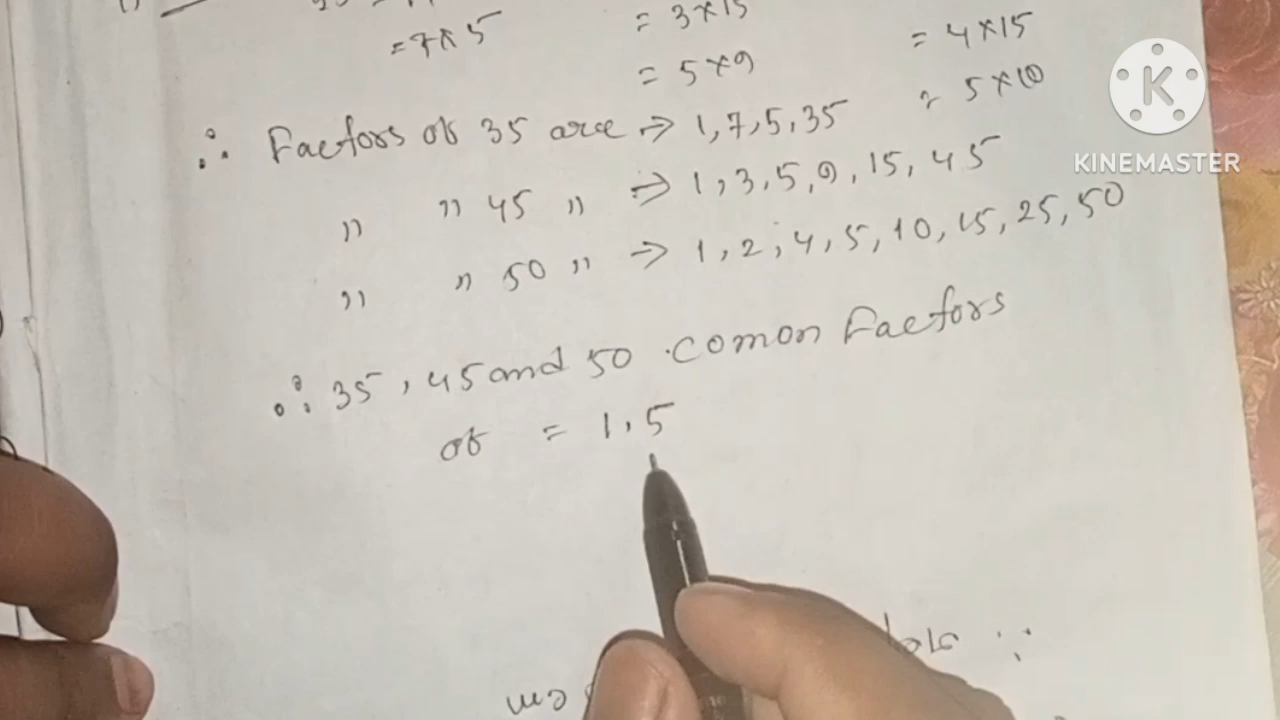 = 7×5
= 3×15
= 4×15
= 5×9
= 5×10
∴ Factors of 35 are → 1,7,5,35
" " 45 " → 1,3,5,9,15,45
" " 50 " → 1,2,4,5,10,15,25,50
∴ 35, 45 and 50 comon Factors
of = 1,5
K
KINEMASTER